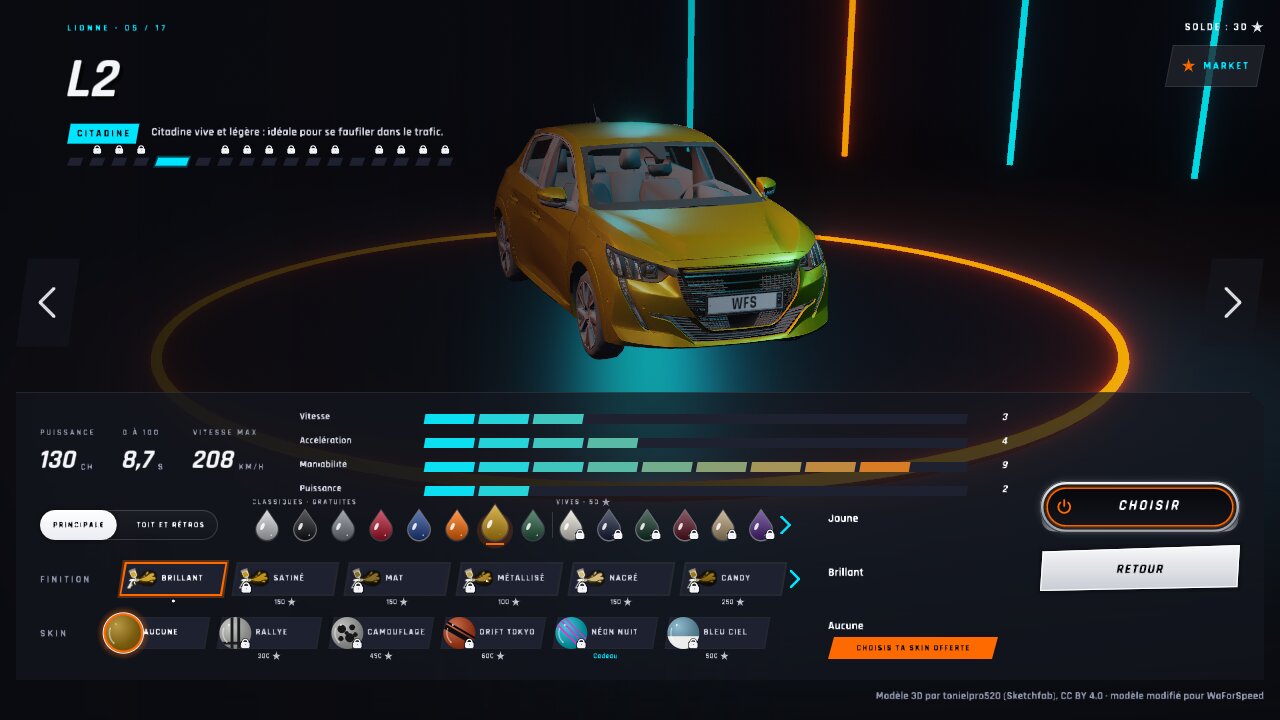 LIONNE · 05 / 17
SOLDE : 30 ★
L2
★ MARKET
CITADINE
Citadine vive et légère : idéale pour se faufiler dans le trafic.
WFS
PUISSANCE
0 À 100
VITESSE MAX
130 CH
8,7 S
208 KM/H
Vitesse
3
Accélération
4
Maniabilité
9
Puissance
2
CLASSIQUES · GRATUITES
VIVES · 50 ★
PRINCIPALE
TOIT ET RÉTROS
Jaune
CHOISIR
FINITION
BRILLANT
SATINÉ
MAT
MÉTALLISÉ
NACRÉ
CANDY
Brillant
RETOUR
150 ★
150 ★
100 ★
150 ★
250 ★
SKIN
AUCUNE
RALLYE
CAMOUFLAGE
DRIFT TOKYO
NÉON NUIT
BLEU CIEL
Aucune
CHOISIS TA SKIN OFFERTE
300 ★
450 ★
600 ★
Cadeau
500 ★
Modèle 3D par tonielpro520 (Sketchfab), CC BY 4.0 · modèle modifié pour WaForSpeed